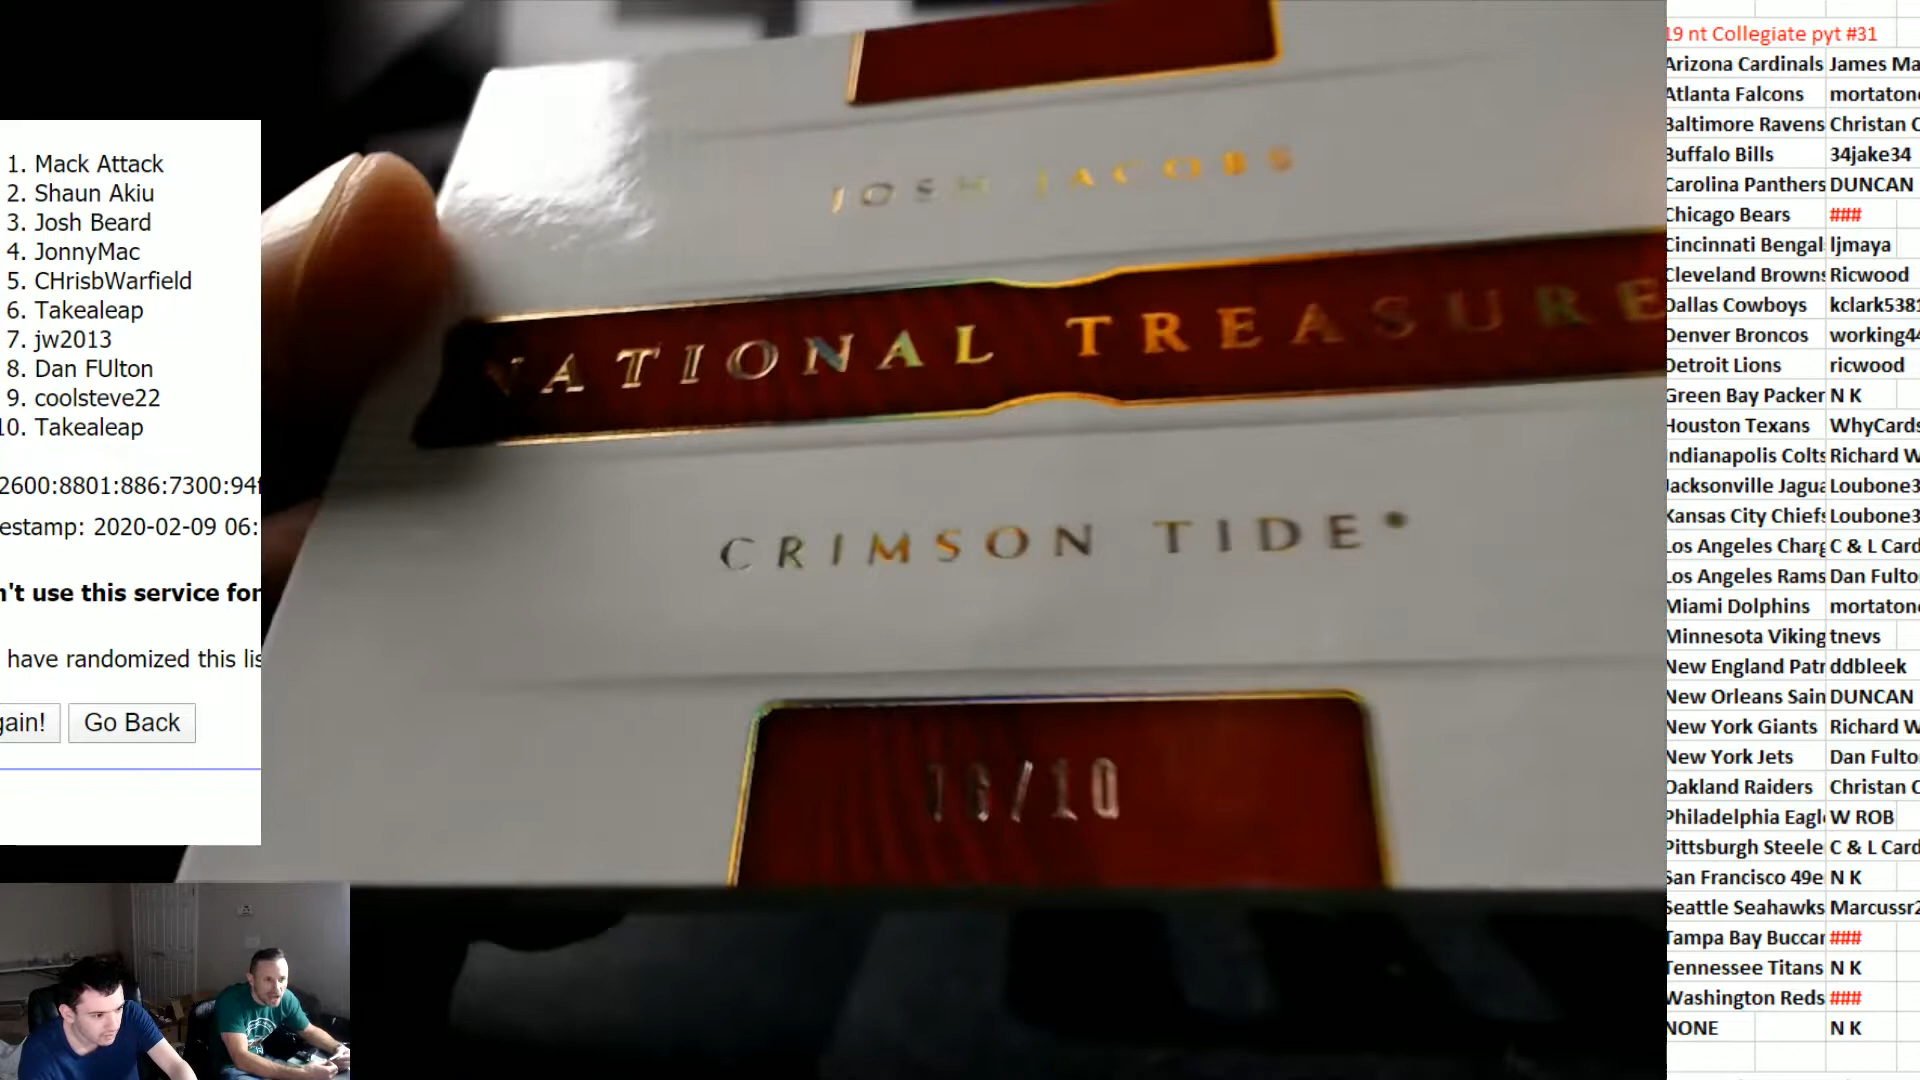 1. Mack Attack
2. Shaun Akiu
3. Josh Beard
4. JonnyMac
5. CHrisbWarfield
6. Takealeap
7. jw2013
8. Dan FUlton
9. coolsteve22
10. Takealeap
2600:8801:886:7300:94f
estamp: 2020-02-09 06:
n't use this service for
have randomized this lis
gain!
Go Back
JOSH JACOBS
NATIONAL TREASURE
CRIMSON TIDE
/10
19 nt Collegiate pyt #31
Arizona Cardinals James Ma
Atlanta Falcons mortaton
Baltimore Ravens Christan C
Buffalo Bills 34jake34
Carolina Panthers DUNCAN
Chicago Bears ###
Cincinnati Bengal ljmaya
Cleveland Browns Ricwood
Dallas Cowboys kclark5381
Denver Broncos working44
Detroit Lions ricwood
Green Bay Packer N K
Houston Texans WhyCards
Indianapolis Colts Richard W
Jacksonville Jagua Loubone3
Kansas City Chiefs Loubone3
Los Angeles Charg C & L Card
Los Angeles Rams Dan Fulto
Miami Dolphins mortaton
Minnesota Viking tnevs
New England Patr ddbleek
New Orleans Sain DUNCAN
New York Giants Richard W
New York Jets Dan Fulto
Oakland Raiders Christan C
Philadelphia Eagl W ROB
Pittsburgh Steele C & L Card
San Francisco 49e N K
Seattle Seahawks Marcussr2
Tampa Bay Buccar ###
Tennessee Titans N K
Washington Reds ###
NONE N K